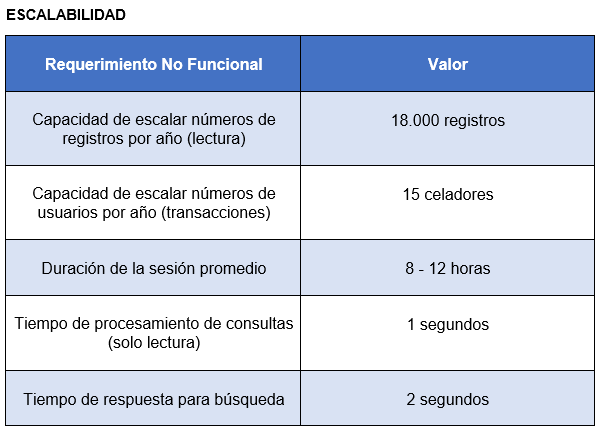 ESCALABILIDAD
Requerimiento No Funcional
Valor
Capacidad de escalar números de
registros por año (lectura)
18.000 registros
Capacidad de escalar números de
usuarios por año (transacciones)
15 celadores
Duración de la sesión promedio
8 - 12 horas
Tiempo de procesamiento de consultas
(solo lectura)
1 segundos
Tiempo de respuesta para búsqueda
2 segundos